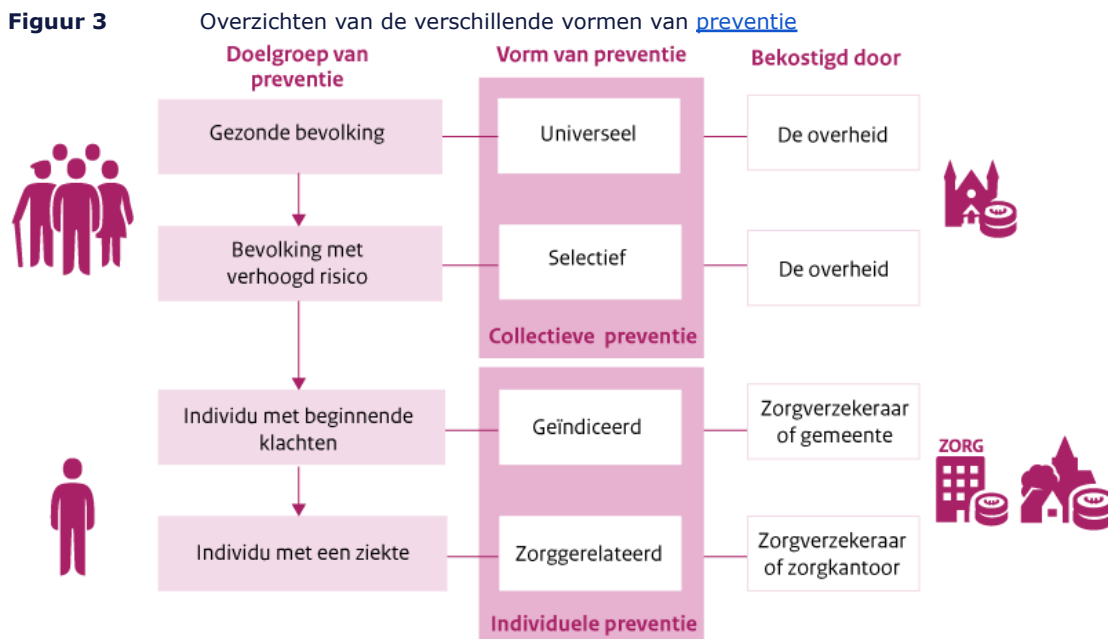 Figuur 3 Overzichten van de verschillende vormen van preventie
Doelgroep van
preventie
Vorm van preventie
Bekostigd door
Gezonde bevolking
Universeel
De overheid
Bevolking met
verhoogd risico
Selectief
De overheid
Collectieve preventie
Individu met beginnende
klachten
Geïndiceerd
Zorgverzekeraar
of gemeente
ZORG
Individu met een ziekte
Zorggerelateerd
Zorgverzekeraar
of zorgkantoor
Individuele preventie